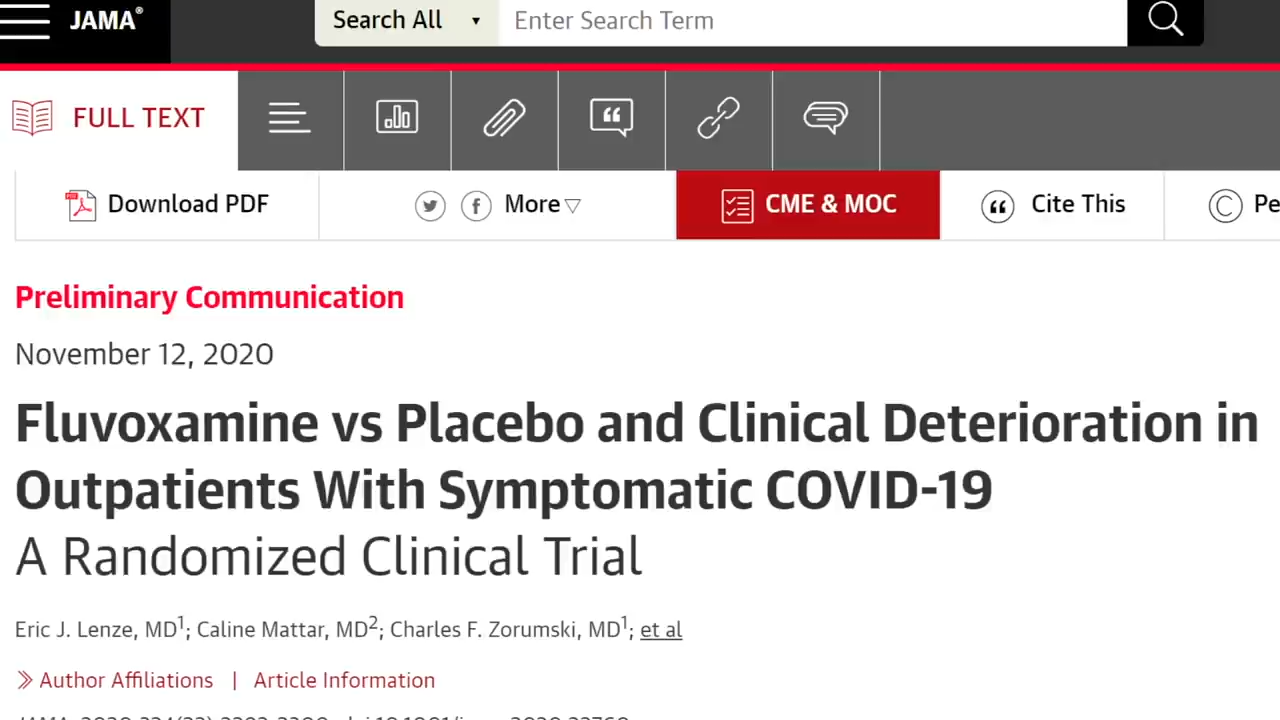 JAMA®
Search All
Enter Search Term
FULL TEXT
Download PDF
More
CME & MOC
Cite This
Pe
Preliminary Communication
November 12, 2020
Fluvoxamine vs Placebo and Clinical Deterioration in
Outpatients With Symptomatic COVID-19
A Randomized Clinical Trial
Eric J. Lenze, MD1; Caline Mattar, MD2; Charles F. Zorumski, MD1; et al
Author Affiliations | Article Information